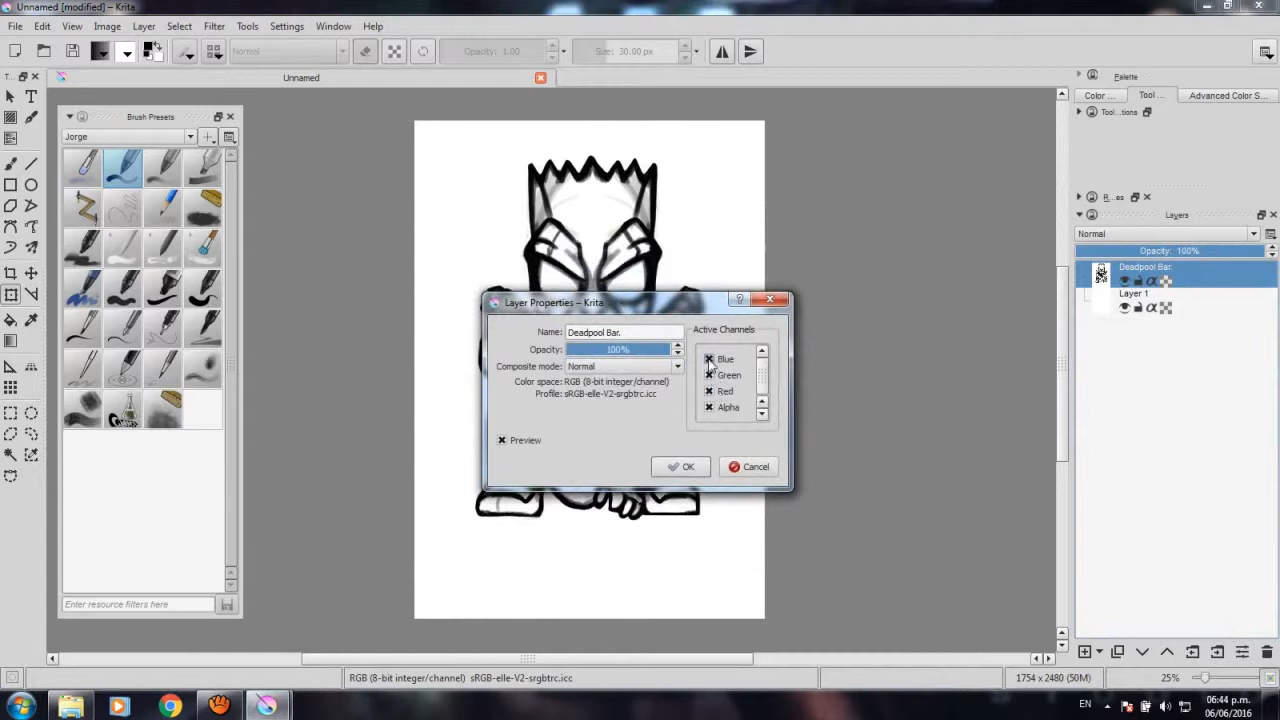 Unnamed [modified] – Krita
File Edit View Image Layer Select Filter Tools Settings Window Help
Normal Opacity: 1.00 Size: 30.00 px
Unnamed
Palette
Color ... Tool ... Advanced Color S...
Tool...tions
T...
Brush Presets
Jorge
R...es
Layers
Normal
Opacity: 100%
Deadpool Bar.
Layer 1
Layer Properties – Krita
Name: Deadpool Bar.
Opacity: 100%
Composite mode: Normal
Color space: RGB (8-bit integer/channel)
Profile: sRGB-elle-V2-srgbtrc.icc
Active Channels
Blue
Green
Red
Alpha
Preview
OK Cancel
Enter resource filters here
RGB (8-bit integer/channel) sRGB-elle-V2-srgbtrc.icc
1754 x 2480 (50M) 25%
EN 06:44 p.m.
06/06/2016